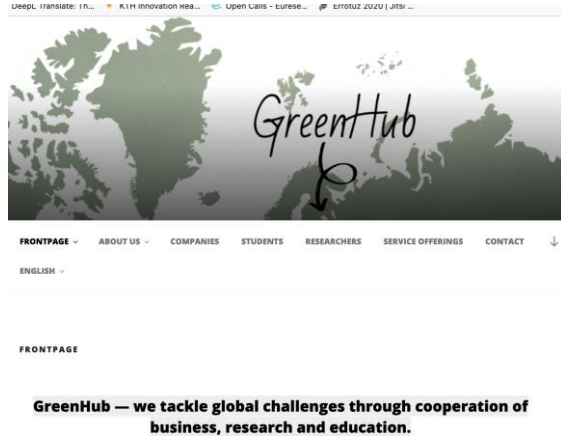 DeepL Translate: Th... KTH Innovation Rea... Open Calls - Eurese... Errotuz 2020 | Jitsi ...
GreenHub
FRONTPAGE ABOUT US COMPANIES STUDENTS RESEARCHERS SERVICE OFFERINGS CONTACT
ENGLISH
FRONTPAGE
GreenHub — we tackle global challenges through cooperation of
business, research and education.